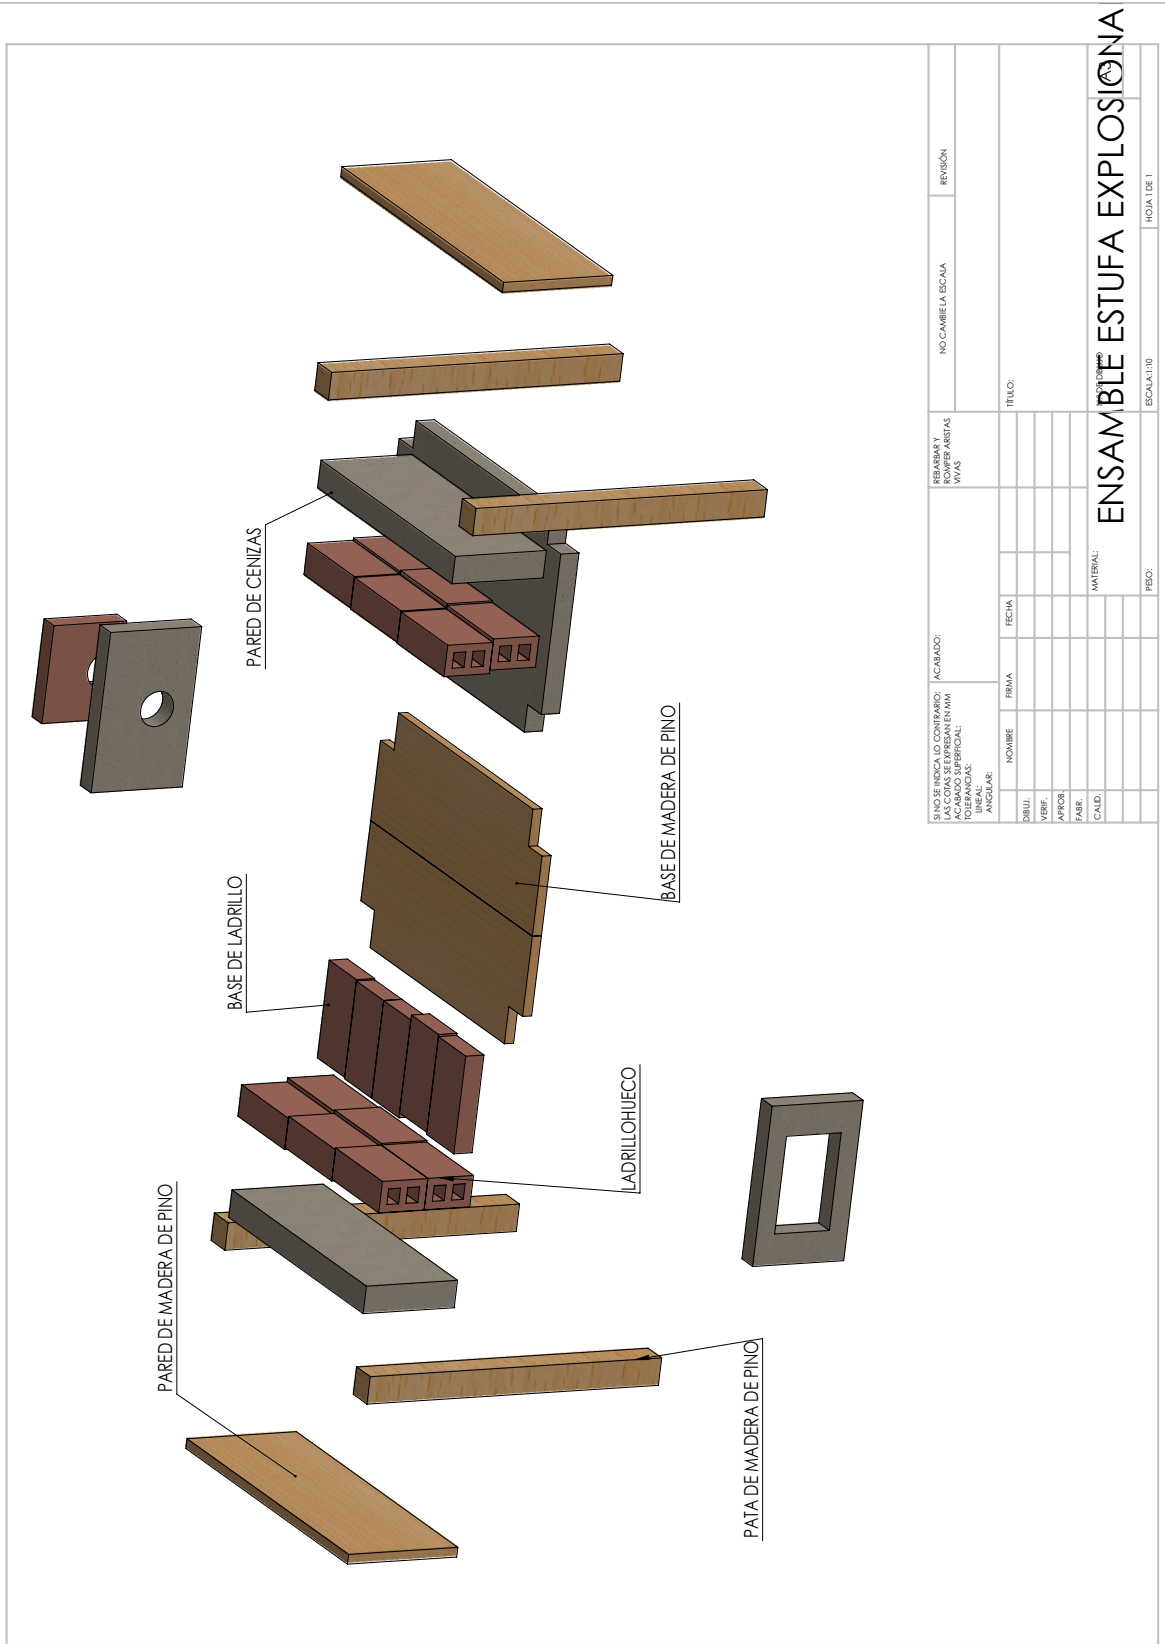 PARED DE MADERA DE PINO
PATA DE MADERA DE PINO
LADRILLOHUECO
BASE DE LADRILLO
BASE DE MADERA DE PINO
PARED DE CENIZAS
SI NO SE INDICA LO CONTRARIO:
LAS COTAS SE EXPRESAN EN MM
ACABADO SUPERFICIAL:
TOLERANCIAS:
LINEAL:
ANGULAR:
ACABADO:
REBARBAR Y
ROMPER ARISTAS
VIVAS
NO CAMBIE LA ESCALA
REVISIÓN
NOMBRE
FIRMA
FECHA
TÍTULO:
DIBUJ.
VERIF.
APROB.
FABR.
CALID.
MATERIAL:
N.º DE DIBUJO
ENSAMBLE ESTUFA EXPLOSIONA
A3
PESO:
ESCALA:1:10
HOJA 1 DE 1